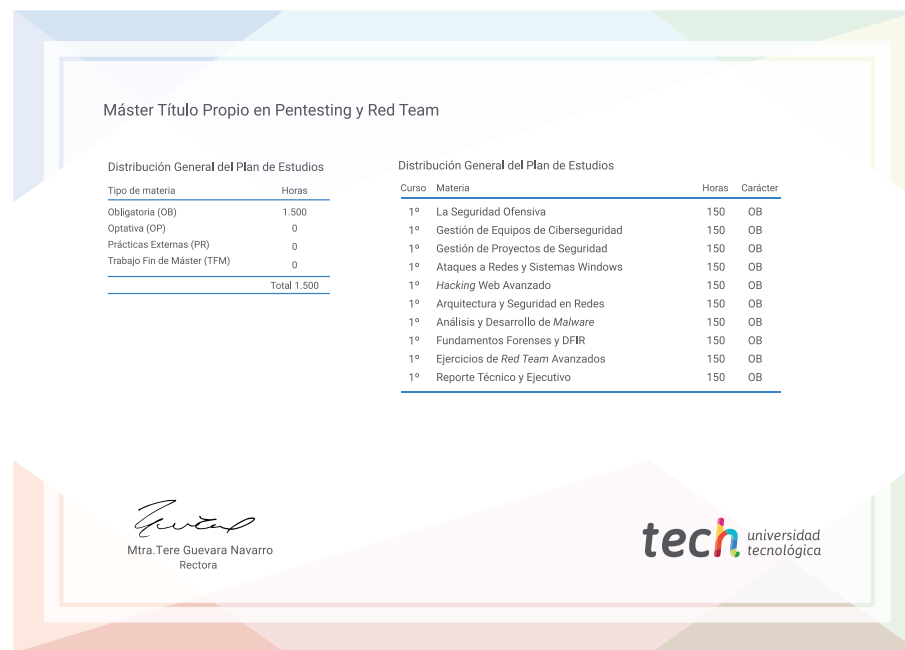 Máster Título Propio en Pentesting y Red Team
Distribución General del Plan de Estudios
Tipo de materia Horas
Obligatoria (OB) 1.500
Optativa (OP) 0
Prácticas Externas (PR) 0
Trabajo Fin de Máster (TFM) 0
Total 1.500
Distribución General del Plan de Estudios
Curso Materia Horas Carácter
1º La Seguridad Ofensiva 150 OB
1º Gestión de Equipos de Ciberseguridad 150 OB
1º Gestión de Proyectos de Seguridad 150 OB
1º Ataques a Redes y Sistemas Windows 150 OB
1º Hacking Web Avanzado 150 OB
1º Arquitectura y Seguridad en Redes 150 OB
1º Análisis y Desarrollo de Malware 150 OB
1º Fundamentos Forenses y DFIR 150 OB
1º Ejercicios de Red Team Avanzados 150 OB
1º Reporte Técnico y Ejecutivo 150 OB
Mtra.Tere Guevara Navarro
Rectora
tech universidad
tecnológica